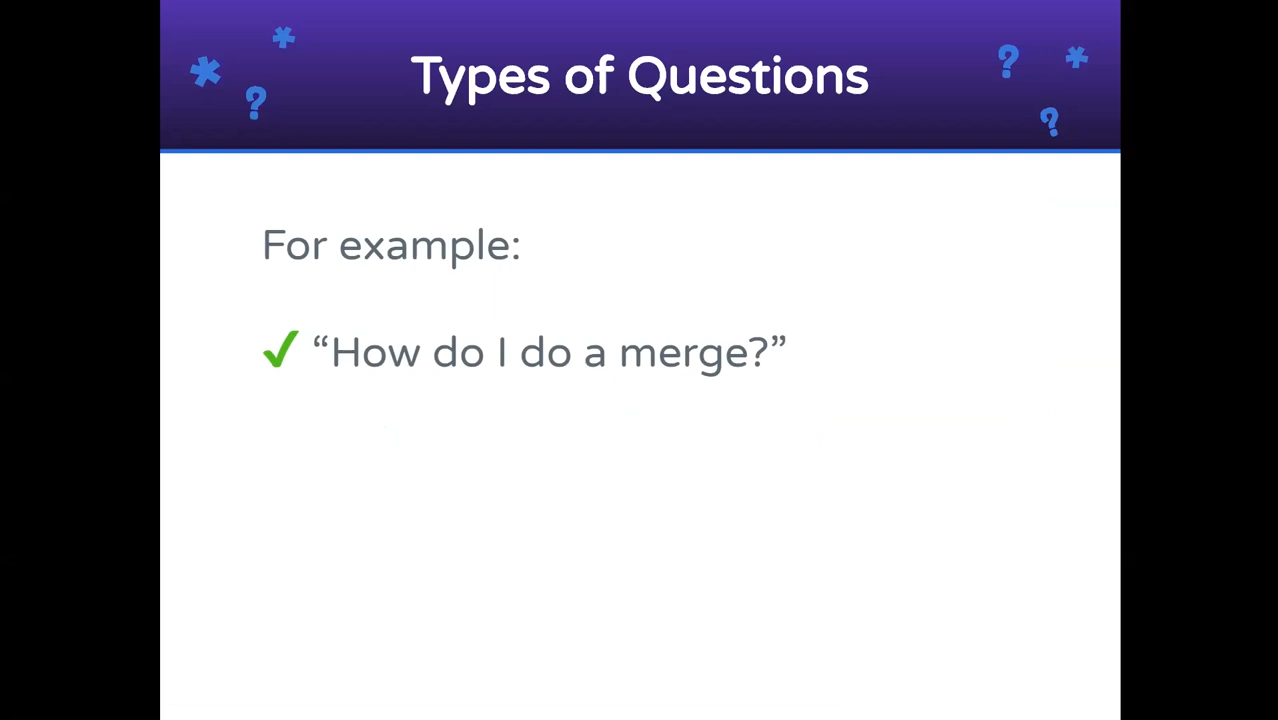 Types of Questions
For example:
✔ “How do I do a merge?”